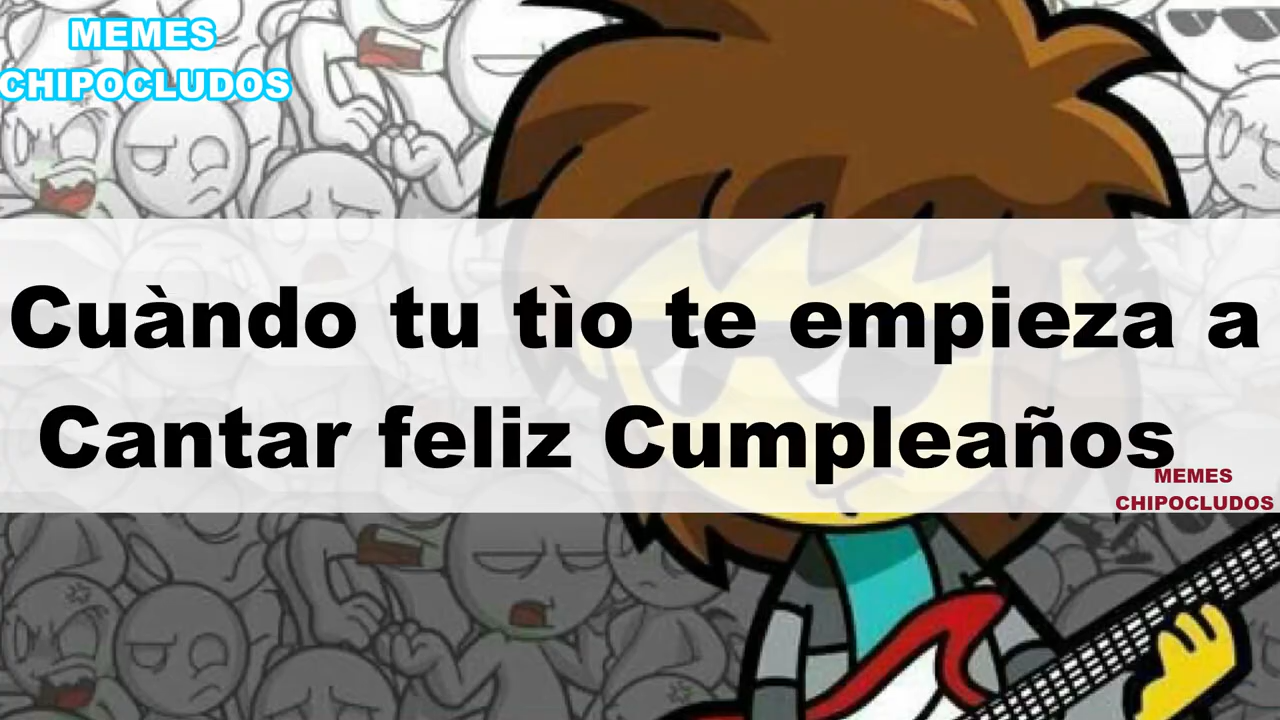 MEMES
CHIPOCLUDOS
Cuàndo tu tìo te empieza a
Cantar feliz Cumpleaños
MEMES
CHIPOCLUDOS